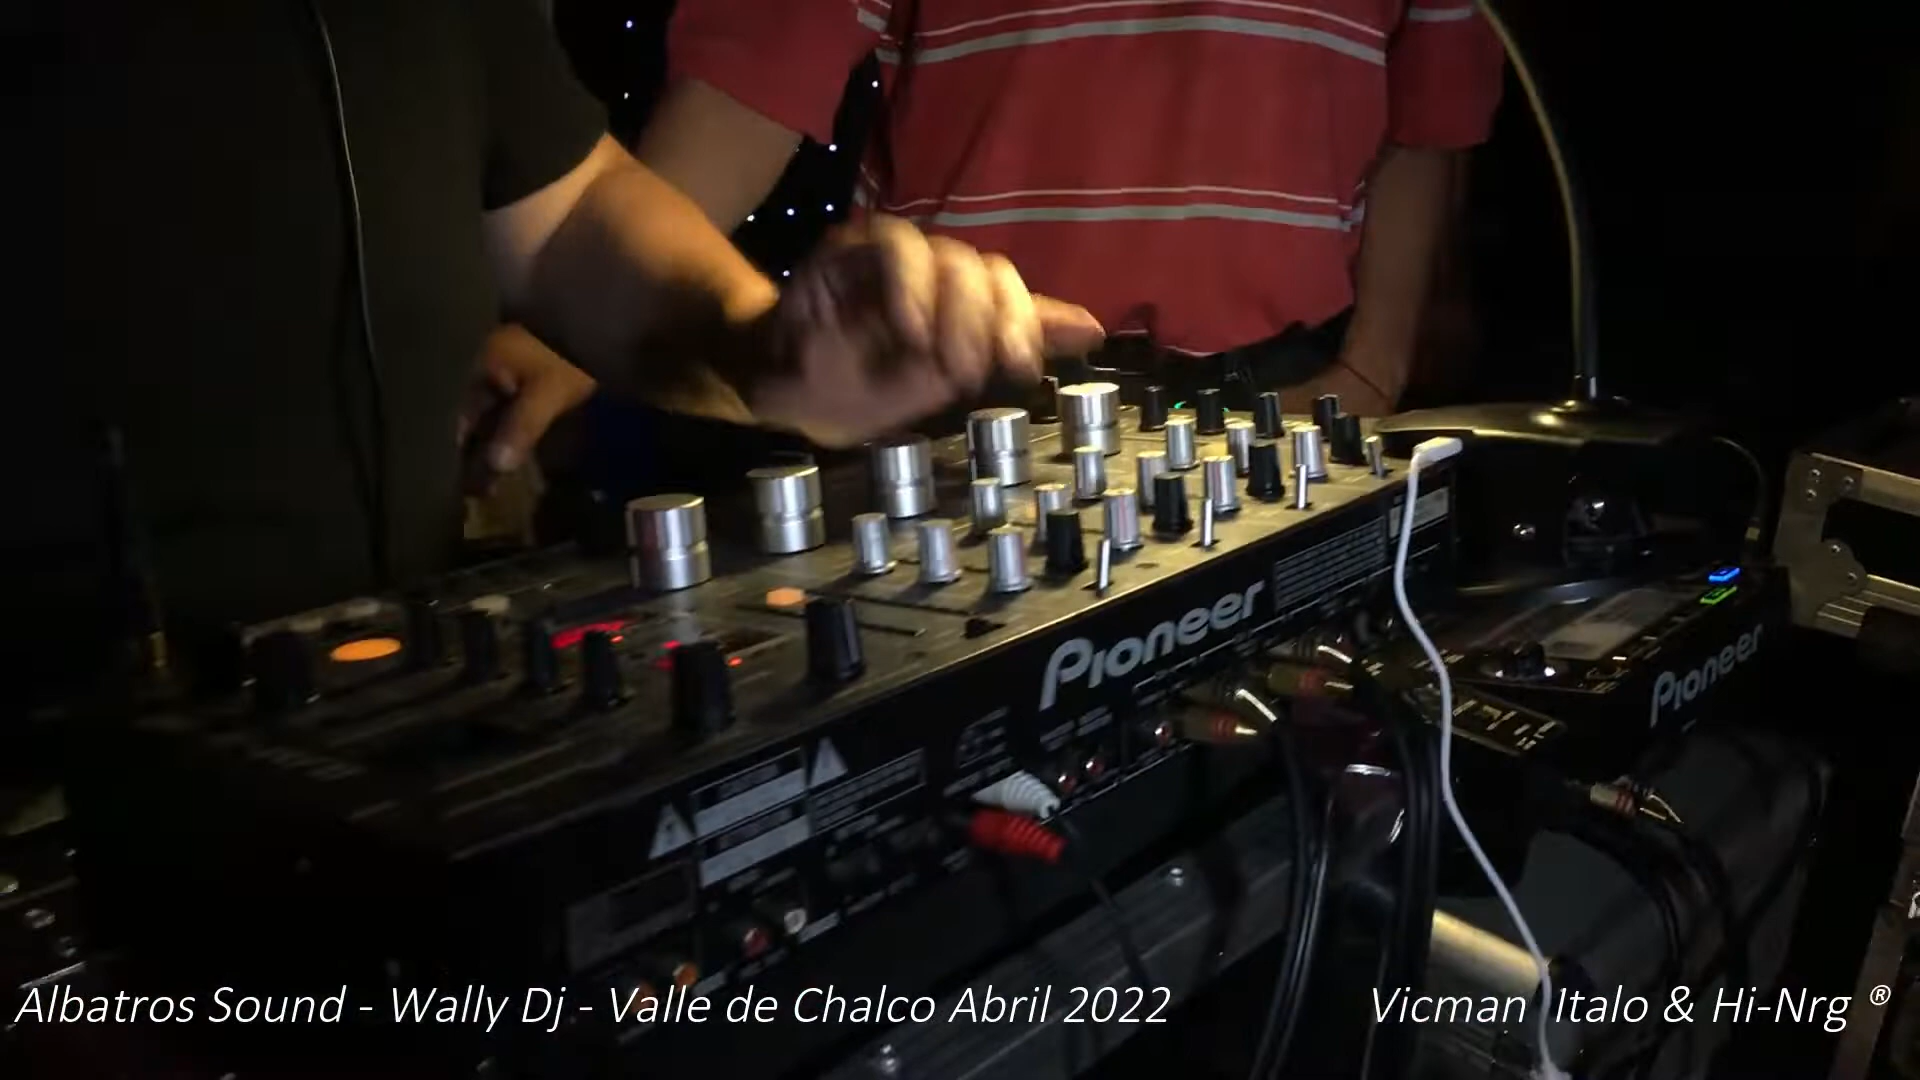 Pioneer
Pioneer
Albatros Sound - Wally Dj - Valle de Chalco Abril 2022
Vicman Italo & Hi-Nrg ®